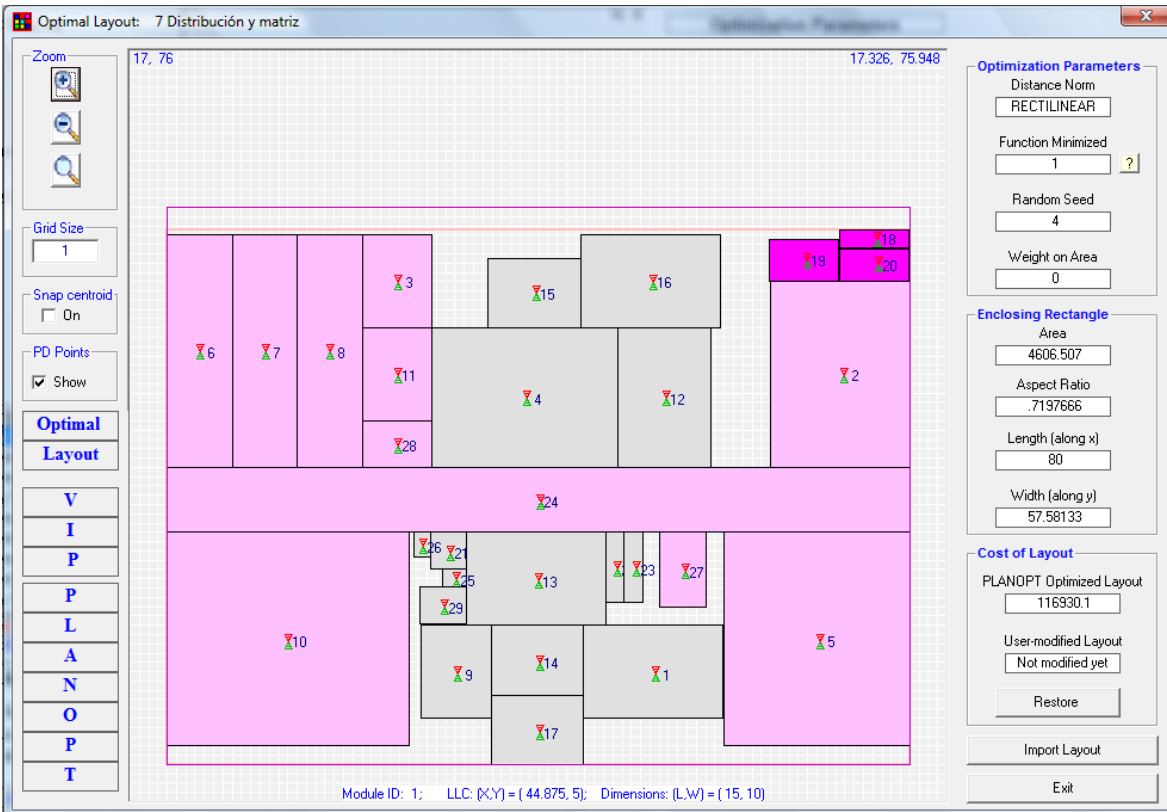 Optimal Layout: 7 Distribución y matriz
X
Zoom
Grid Size
1
Snap centroid
On
PD Points
Show
Optimal
Layout
V
I
P
P
L
A
N
O
P
T
17, 76
17.326, 75.948
18
19
20
16
15
3
6
7
8
11
4
12
2
28
24
26
21
25
29
13
23
27
10
9
14
1
5
17
Module ID: 1; LLC: (X,Y) = ( 44.875, 5); Dimensions: (L,W) = ( 15, 10)
Optimization Parameters
Distance Norm
RECTILINEAR
Function Minimized
1
?
Random Seed
4
Weight on Area
0
Enclosing Rectangle
Area
4606.507
Aspect Ratio
.7197666
Length (along x)
80
Width (along y)
57.58133
Cost of Layout
PLANOPT Optimized Layout
116930.1
User-modified Layout
Not modified yet
Restore
Import Layout
Exit